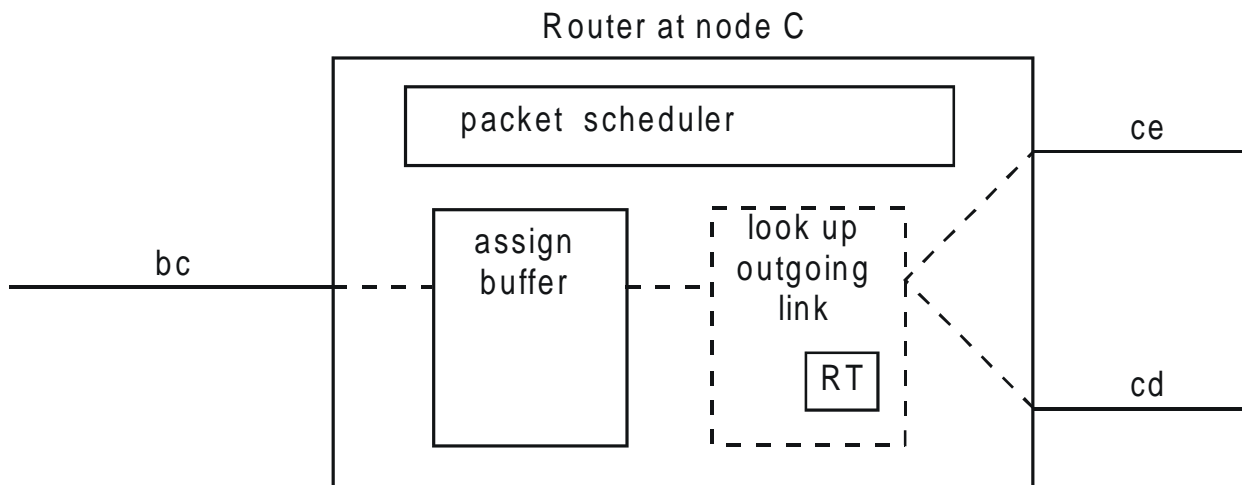 Router at node C
packet scheduler
ce
assign
buffer
look up
outgoing
link
bc
RT
cd